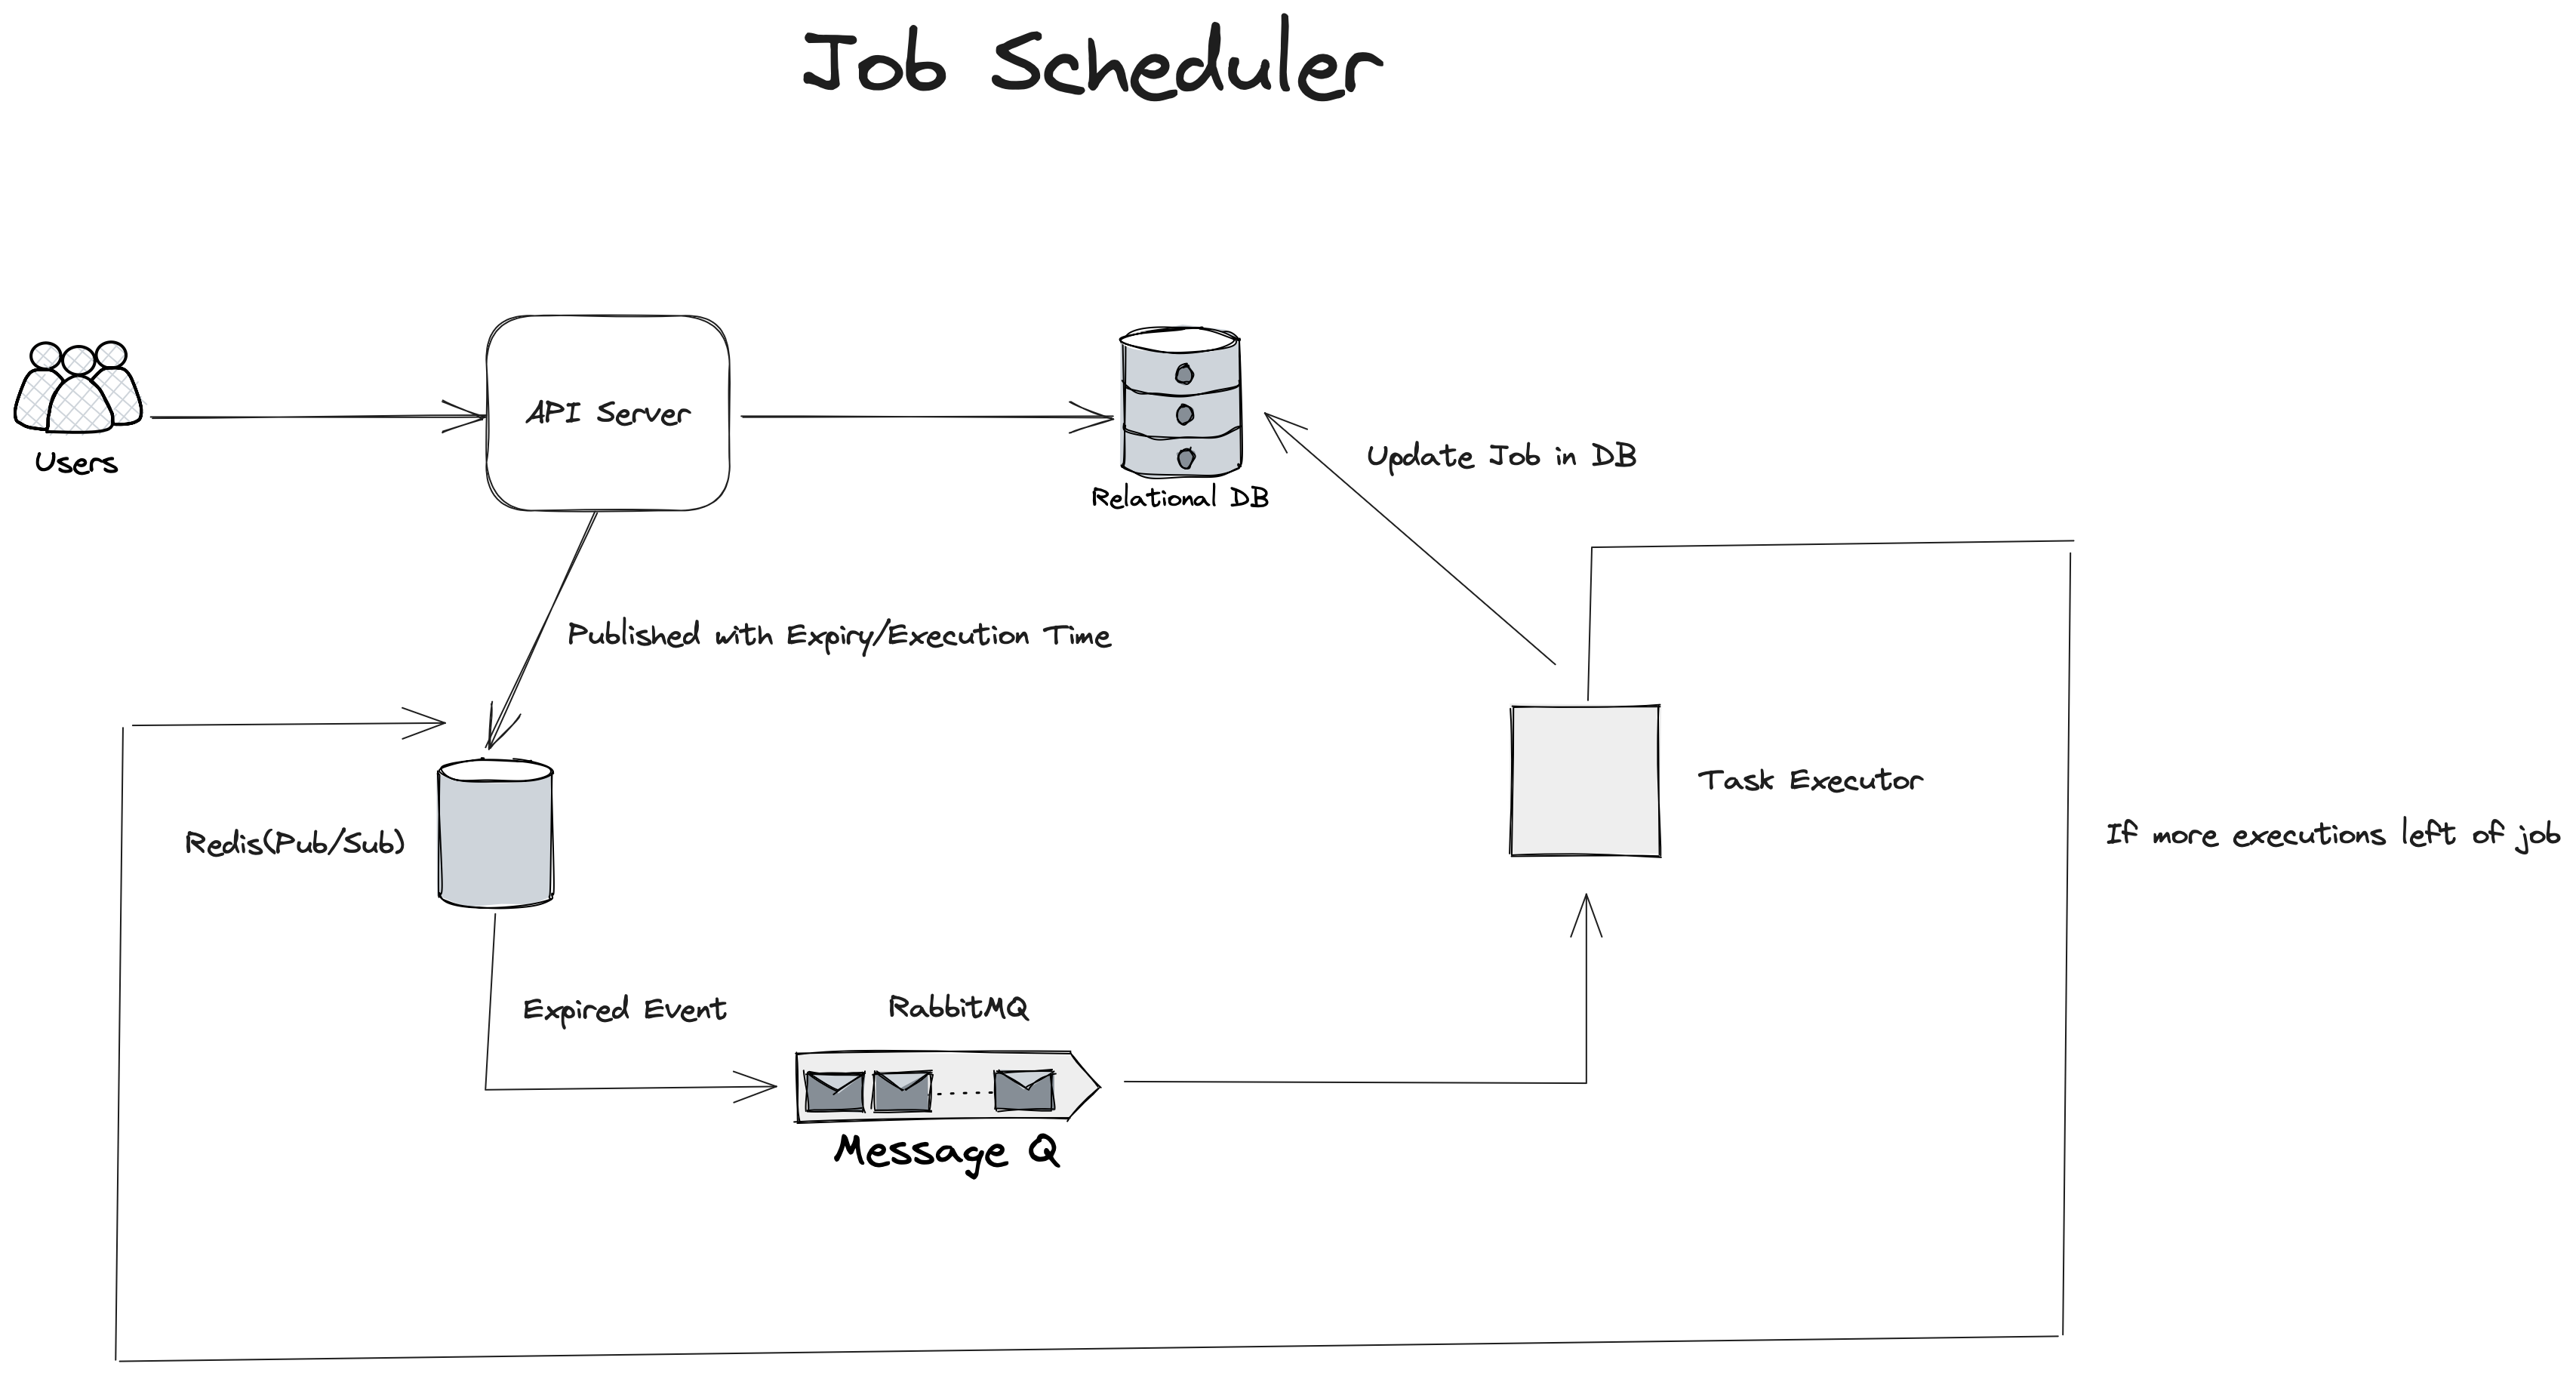 Job Scheduler
API Server
Users
Update Job in DB
Relational DB
Published with Expiry/Execution Time
Task Executor
Redis(Pub/Sub)
If more executions left of job
Expired Event
RabbitMQ
Message Q